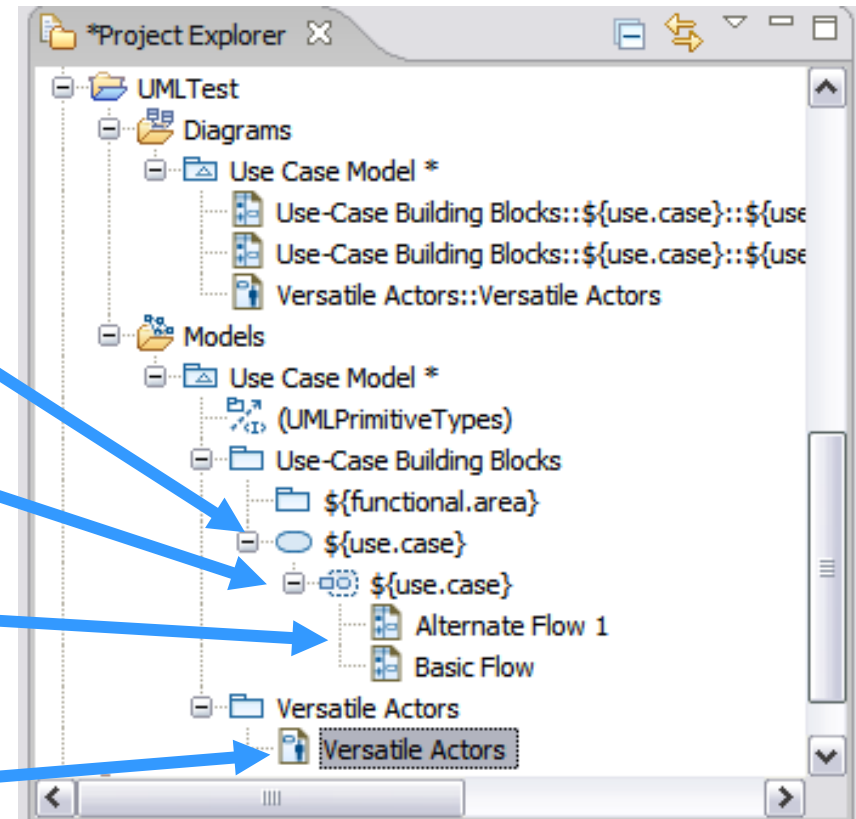 *Project Explorer
UMLTest
Diagrams
Use Case Model *
Use-Case Building Blocks::${use.case}::${use
Use-Case Building Blocks::${use.case}::${use
Versatile Actors::Versatile Actors
Models
Use Case Model *
(UMLPrimitiveTypes)
Use-Case Building Blocks
${functional.area}
${use.case}
${use.case}
Alternate Flow 1
Basic Flow
Versatile Actors
Versatile Actors